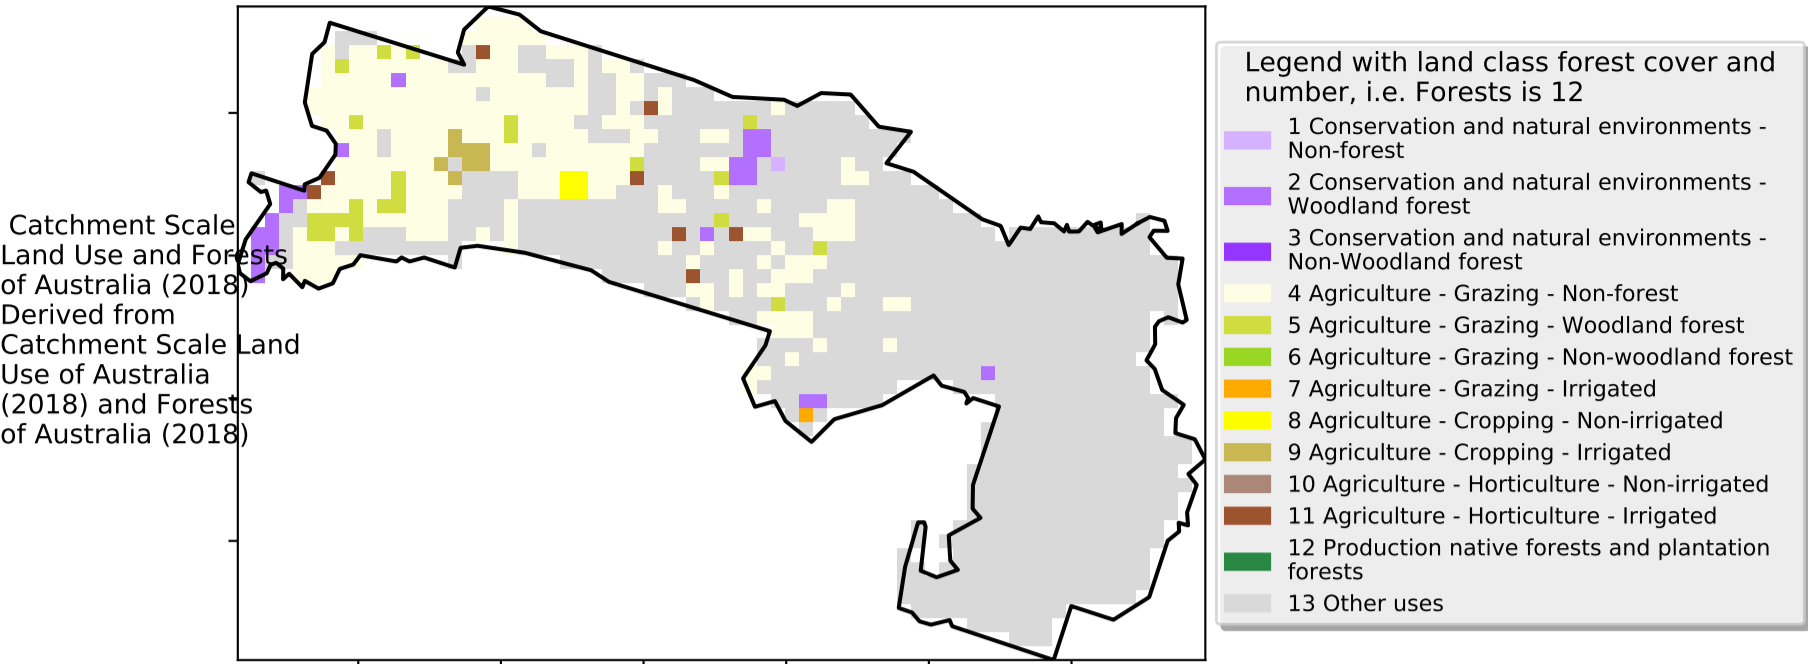 Catchment Scale
Land Use and Forests
of Australia (2018)
Derived from
Catchment Scale Land
Use of Australia
(2018) and Forests
of Australia (2018)
Legend with land class forest cover and
number, i.e. Forests is 12
1 Conservation and natural environments -
Non-forest
2 Conservation and natural environments -
Woodland forest
3 Conservation and natural environments -
Non-Woodland forest
4 Agriculture - Grazing - Non-forest
5 Agriculture - Grazing - Woodland forest
6 Agriculture - Grazing - Non-woodland forest
7 Agriculture - Grazing - Irrigated
8 Agriculture - Cropping - Non-irrigated
9 Agriculture - Cropping - Irrigated
10 Agriculture - Horticulture - Non-irrigated
11 Agriculture - Horticulture - Irrigated
12 Production native forests and plantation
forests
13 Other uses